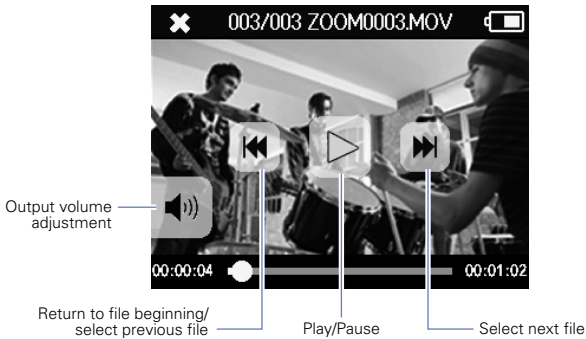 003/003 ZOOM0003.MOV
Output volume
adjustment
00:00:04
00:01:02
Return to file beginning/
select previous file
Play/Pause
Select next file